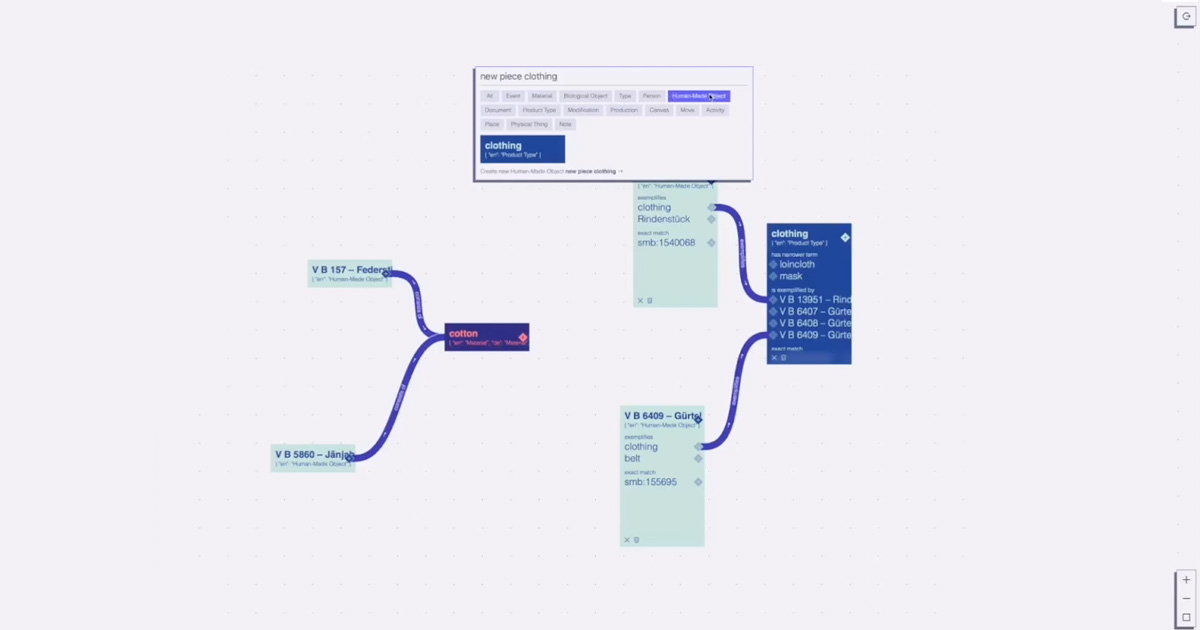 new piece clothing
All Event Material Biological Object Type Person Human-Made Object
Document Product Type Modification Production Canvas Move Activity
Place Physical Thing Note
clothing
{ "en": "Product Type" }
Create new Human-Made Object new piece clothing →
{ "en": "Human-Made Object" }
exemplifies
clothing
Rindenstück
exact match
smb:1540068
clothing
{ "en": "Product Type" }
has narrower term
loincloth
mask
is exemplified by
V B 13951 – Rind
V B 6407 – Gürte
V B 6408 – Gürte
V B 6409 – Gürte
exact match
V B 157 – Federsti
{ "en": "Human-Made Object" }
cotton
{ "en": "Material", "de": "Material
V B 5860 – Jānjab
{ "en": "Human-Made Object" }
V B 6409 – Gürtel
{ "en": "Human-Made Object" }
exemplifies
clothing
belt
exact match
smb:155695